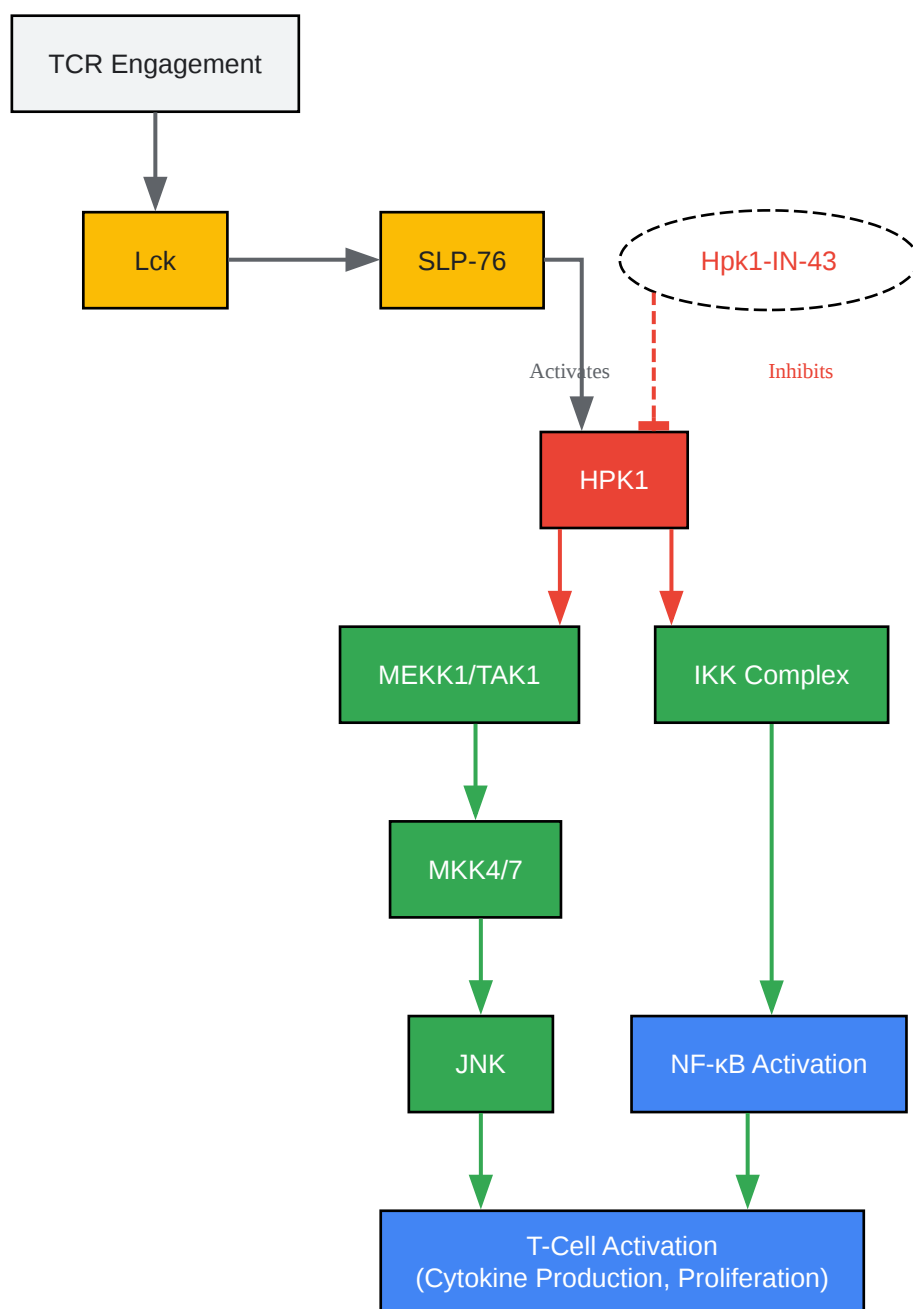 TCR Engagement
Lck
SLP-76
Hpk1-IN-43
Activates
Inhibits
HPK1
MEKK1/TAK1
IKK Complex
MKK4/7
JNK
NF-κB Activation
T-Cell Activation
(Cytokine Production, Proliferation)